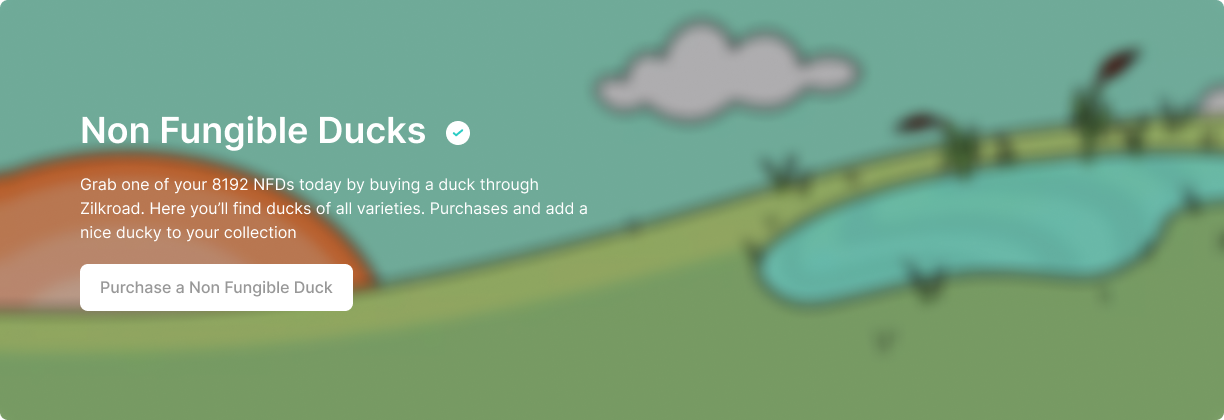 Non Fungible Ducks
Grab one of your 8192 NFDs today by buying a duck through
Zilkroad. Here you’ll find ducks of all varieties. Purchases and add a
nice ducky to your collection
Purchase a Non Fungible Duck